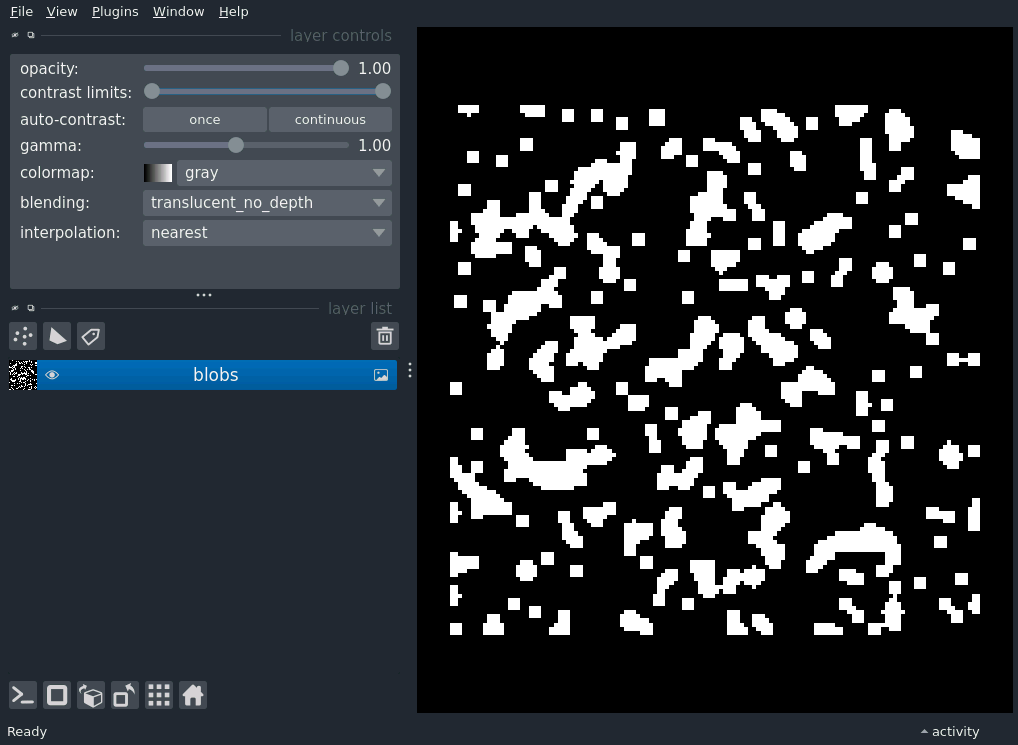 File View Plugins Window Help
layer controls
opacity: 1.00
contrast limits:
auto-contrast: once continuous
gamma: 1.00
colormap: gray
blending: translucent_no_depth
interpolation: nearest
layer list
blobs
Ready activity